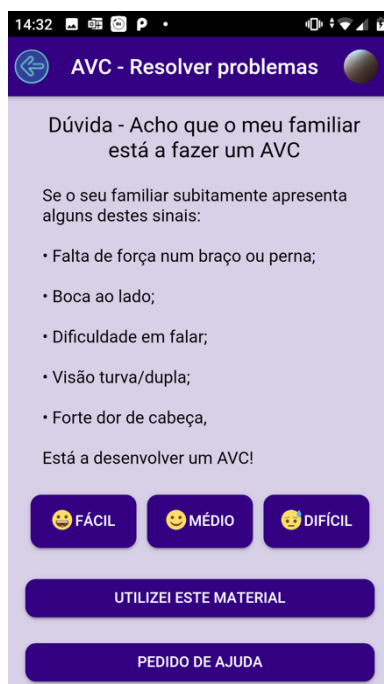 14:32
AVC - Resolver problemas
Dúvida - Acho que o meu familiar
está a fazer um AVC
Se o seu familiar subitamente apresenta
alguns destes sinais:
• Falta de força num braço ou perna;
• Boca ao lado;
• Dificuldade em falar;
• Visão turva/dupla;
• Forte dor de cabeça,
Está a desenvolver um AVC!
FÁCIL MÉDIO DIFÍCIL
UTILIZEI ESTE MATERIAL
PEDIDO DE AJUDA